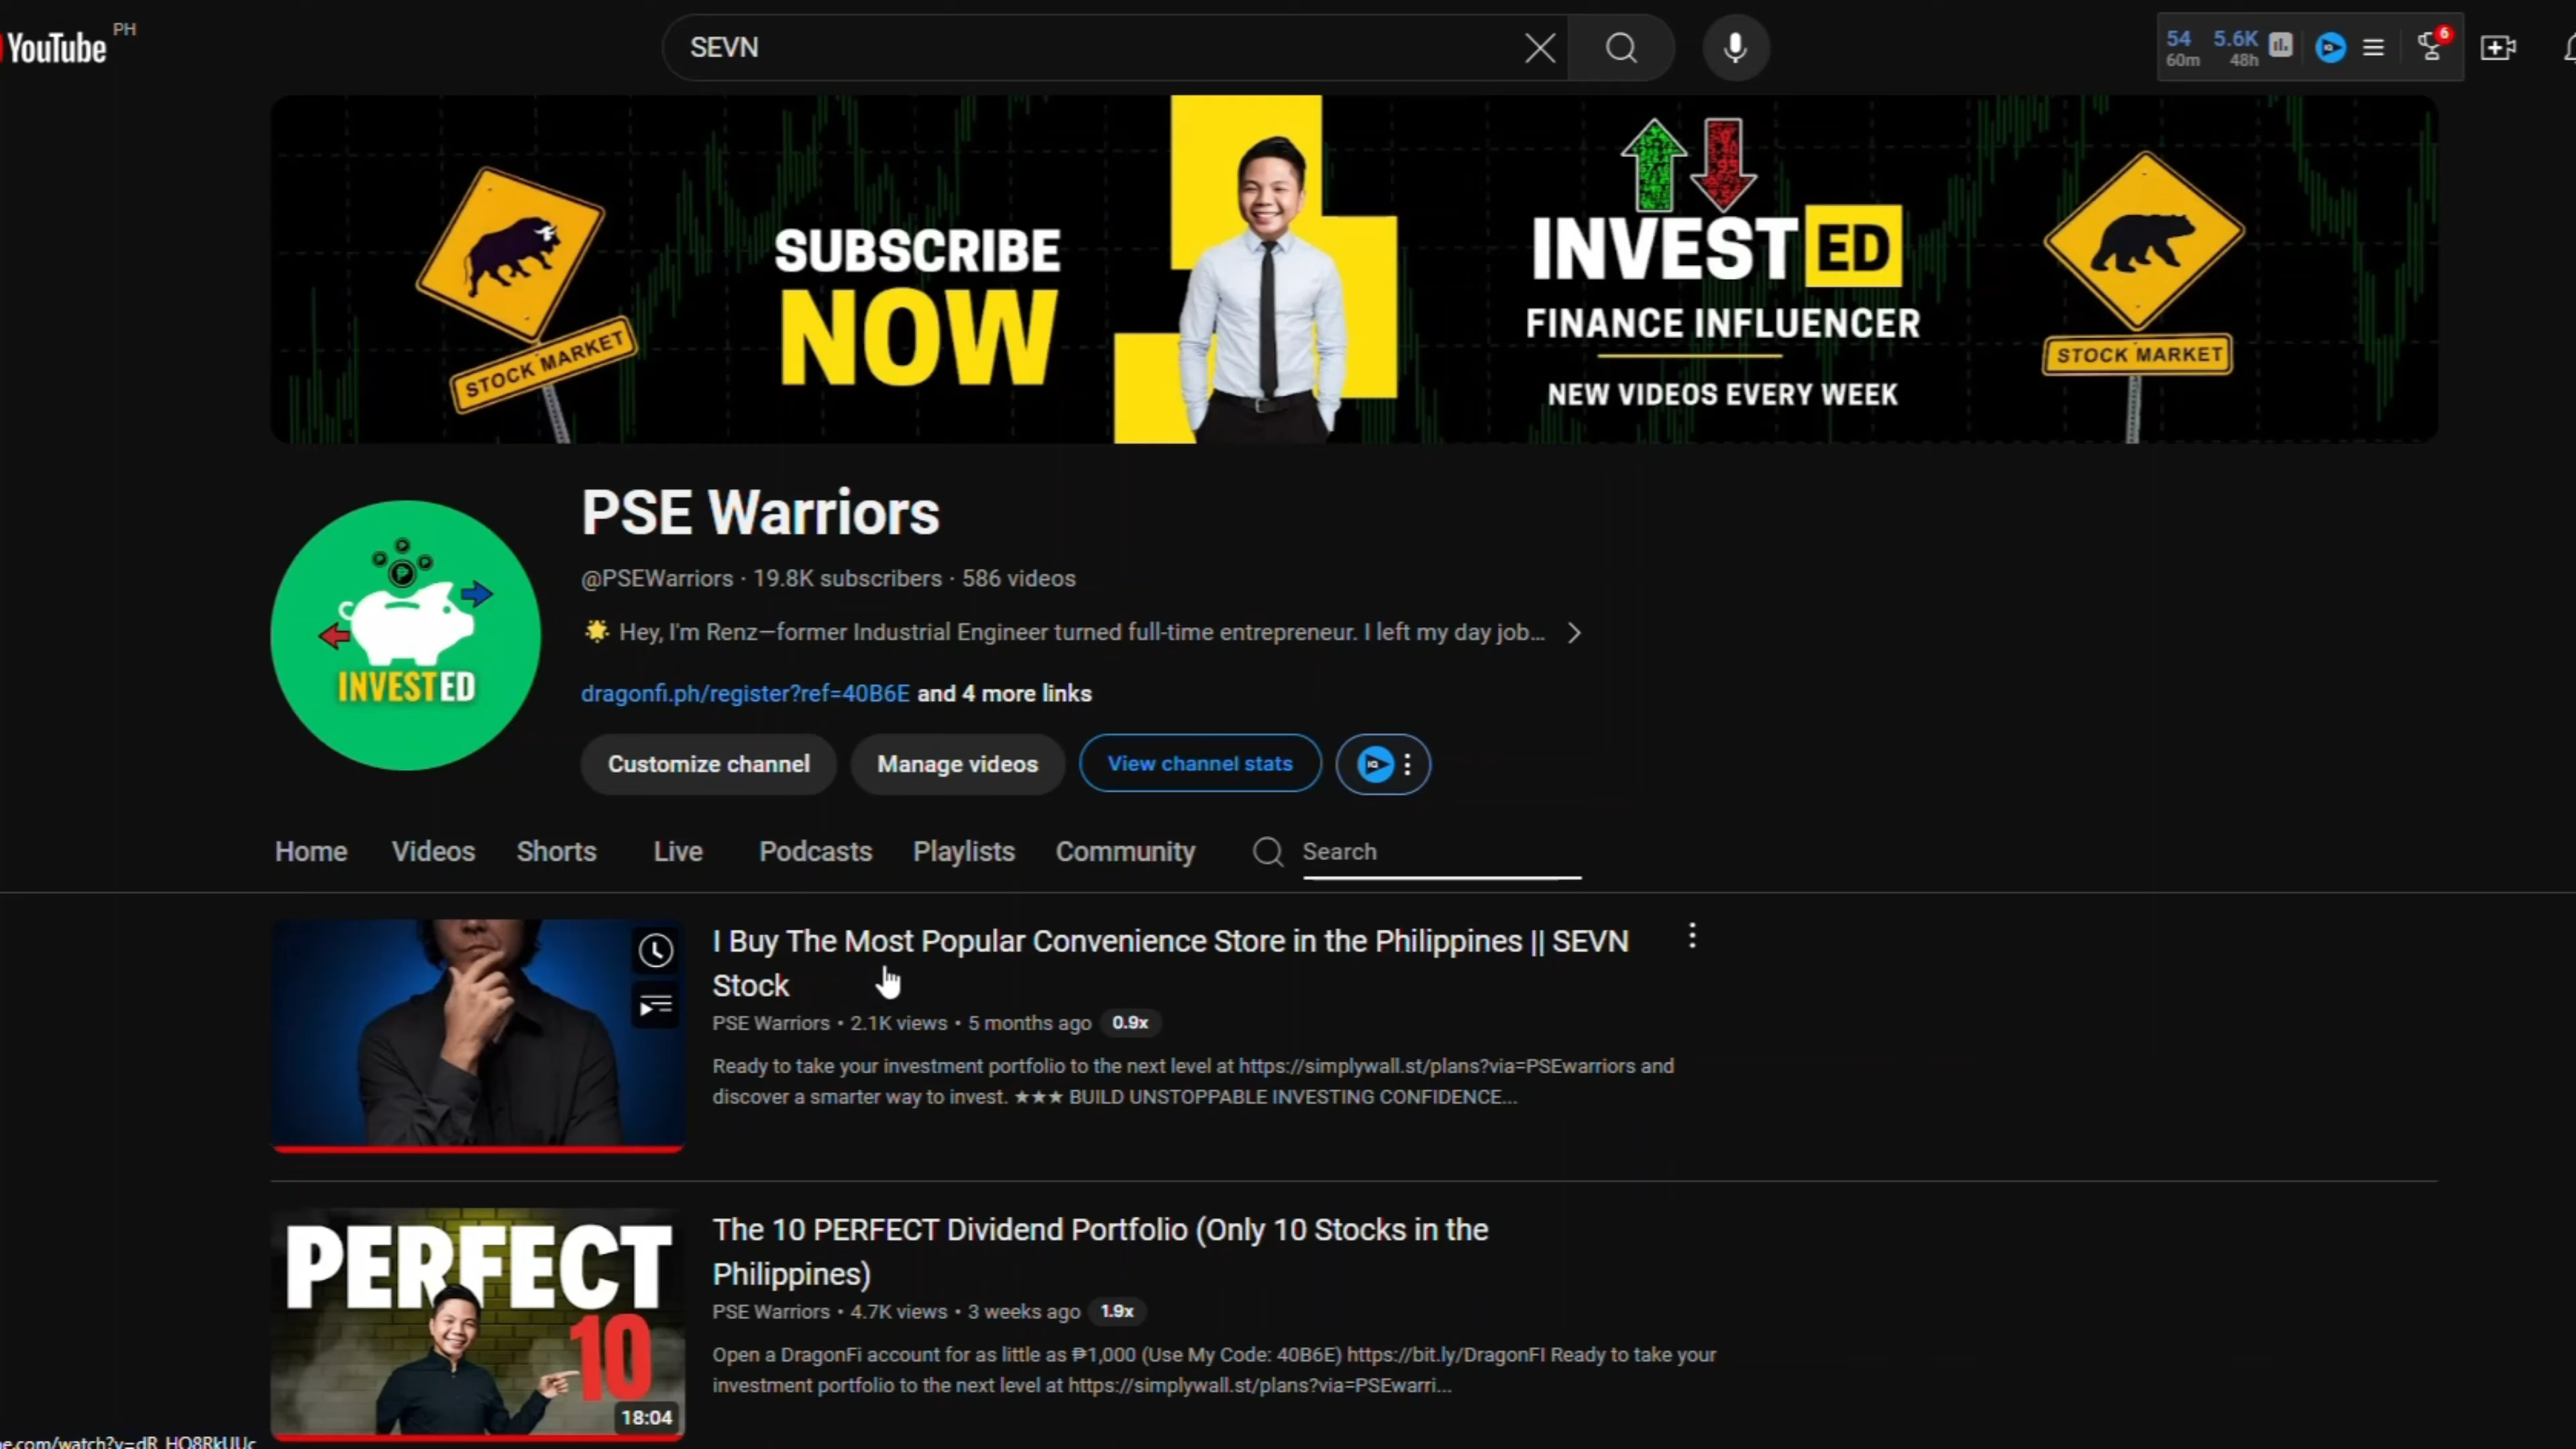 YouTube PH
SEVN
54 5.6K
60m 48h
6
STOCK MARKET
SUBSCRIBE
NOW
INVESTED
FINANCE INFLUENCER
NEW VIDEOS EVERY WEEK
STOCK MARKET
INVESTED
PSE Warriors
@PSEWarriors · 19.8K subscribers · 586 videos
Hey, I'm Renz—former Industrial Engineer turned full-time entrepreneur. I left my day job...
dragonfi.ph/register?ref=40B6E and 4 more links
Customize channel Manage videos View channel stats IQ
Home Videos Shorts Live Podcasts Playlists Community Search
I Buy The Most Popular Convenience Store in the Philippines || SEVN
Stock
PSE Warriors • 2.1K views • 5 months ago 0.9x
Ready to take your investment portfolio to the next level at https://simplywall.st/plans?via=PSEwarriors and
discover a smarter way to invest. ★★★ BUILD UNSTOPPABLE INVESTING CONFIDENCE...
PERFECT
10
18:04
The 10 PERFECT Dividend Portfolio (Only 10 Stocks in the
Philippines)
PSE Warriors • 4.7K views • 3 weeks ago 1.9x
Open a DragonFi account for as little as ₱1,000 (Use My Code: 40B6E) https://bit.ly/DragonFI Ready to take your
investment portfolio to the next level at https://simplywall.st/plans?via=PSEwarri...